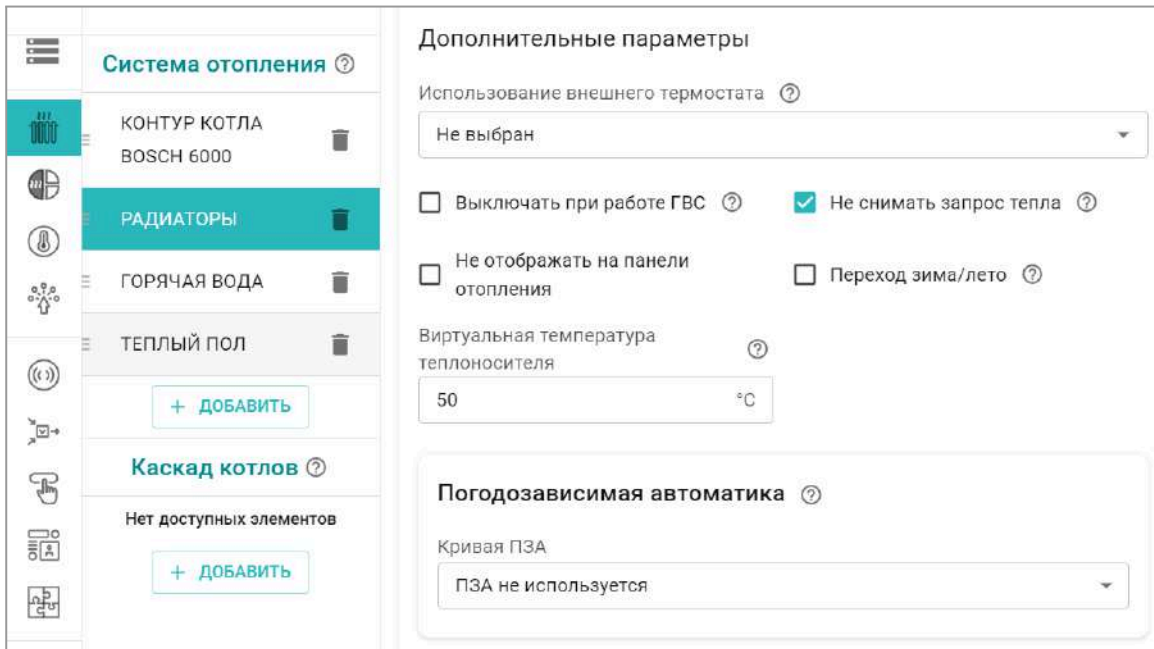 Система отопления
КОНТУР КОТЛА
BOSCH 6000
РАДИАТОРЫ
ГОРЯЧАЯ ВОДА
ТЕПЛЫЙ ПОЛ
+ ДОБАВИТЬ
Каскад котлов
Нет доступных элементов
+ ДОБАВИТЬ
Дополнительные параметры
Использование внешнего термостата
Не выбран
Выключать при работе ГВС
Не снимать запрос тепла
Не отображать на панели
отопления
Переход зима/лето
Виртуальная температура
теплоносителя
50 °C
Погодозависимая автоматика
Кривая ПЗА
ПЗА не используется